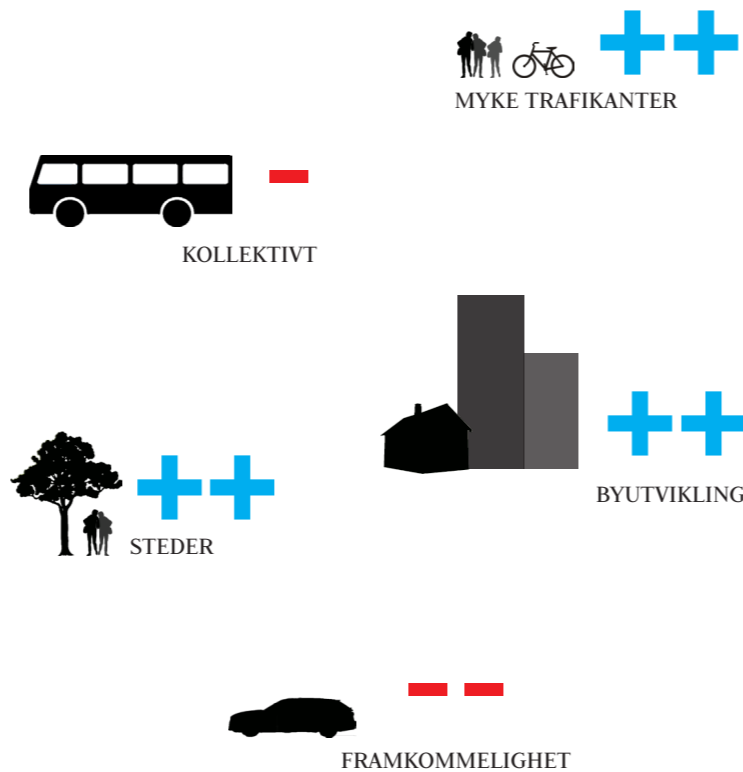 MYKE TRAFIKANTER
KOLLEKTIVT
BYUTVIKLING
STEDER
FRAMKOMMELIGHET